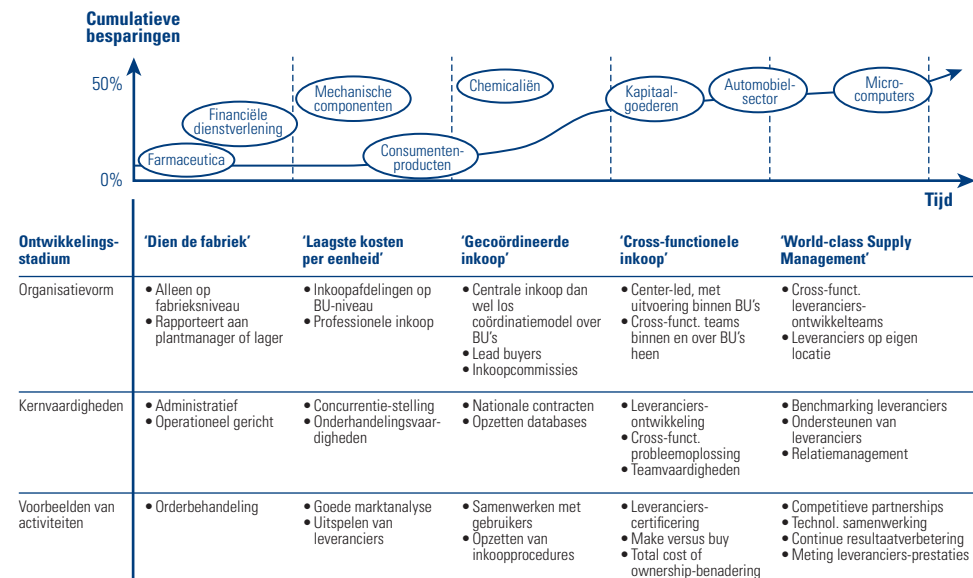 Cumulatieve
besparingen
50%
0%
Farmaceutica
Financiële
dienstverlening
Mechanische
componenten
Consumenten-
producten
Chemicaliën
Kapitaal-
goederen
Automobiel-
sector
Micro-
computers
Tijd
Ontwikkelings-
stadium
'Dien de fabriek'
'Laagste kosten
per eenheid'
'Gecoördineerde
inkoop'
'Cross-functionele
inkoop'
'World-class Supply
Management'
Organisatievorm
• Alleen op
fabrieksniveau
• Rapporteert aan
plantmanager of lager
• Inkoopafdelingen op
BU-niveau
• Professionele inkoop
• Centrale inkoop dan
wel los
coördinatiemodel over
BU's
• Lead buyers
• Inkoopcommissies
• Center-led, met
uitvoering binnen BU's
• Cross-funct. teams
binnen en over BU's
heen
• Cross-funct.
leveranciers-
ontwikkelteams
• Leveranciers op eigen
locatie
Kernvaardigheden
• Administratief
• Operationeel gericht
• Concurrentie-stelling
• Onderhandelingsvaar-
digheden
• Nationale contracten
• Opzetten databases
• Leveranciers-
ontwikkeling
• Cross-funct.
probleemoplossing
• Teamvaardigheden
• Benchmarking leveranciers
• Ondersteunen van
leveranciers
• Relatiemanagement
Voorbeelden van
activiteiten
• Orderbehandeling
• Goede marktanalyse
• Uitspelen van
leveranciers
• Samenwerken met
gebruikers
• Opzetten van
inkoopprocedures
• Leveranciers-
certificering
• Make versus buy
• Total cost of
ownership-benadering
• Competitieve partnerships
• Technol. samenwerking
• Continue resultaatverbetering
• Meting leveranciers-prestaties